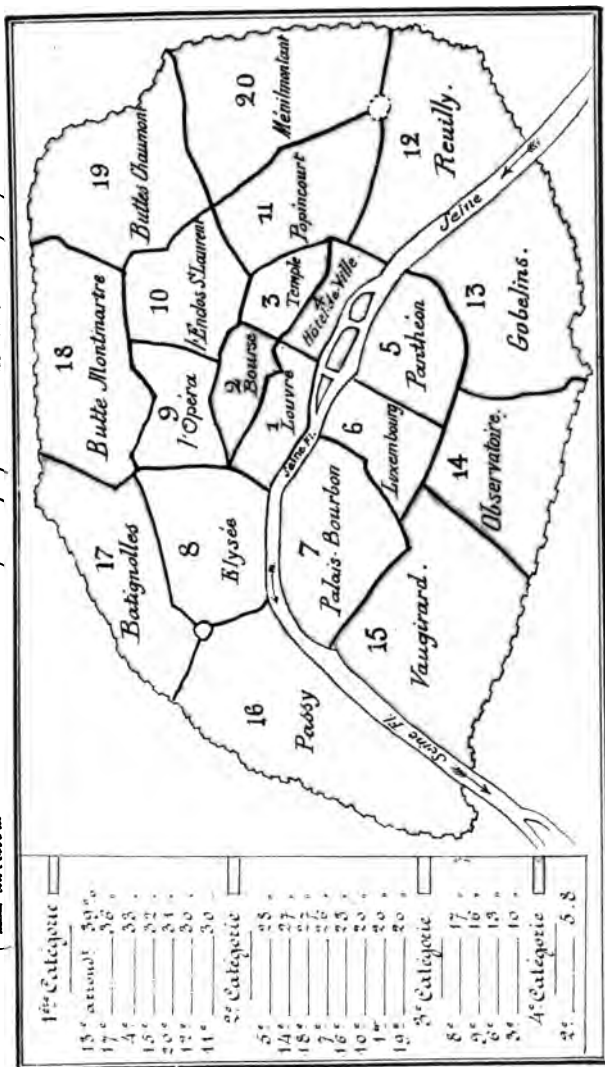 1ère Catégorie
13e arrondt 39 %
17e 36 "
4e 33 "
15e 32 "
20e 31 "
12e 30 "
11e 30 "
2e Catégorie
5e 28 "
14e 27 "
18e 27 "
7e 26 "
16e 23 "
10e 20 "
1er 20 "
19e 20 "
3e Catégorie
8e 17 "
9e 16 "
6e 13 "
3e 10 "
4e Catégorie
2e 5.8
18
Butte Montmartre
19
Buttes Chaumont
17
Batignolles
9
l'Opéra
10
l'Enclos St Laurent
20
Ménilmontant
8
Elysée
2
Bourse
3
Temple
11
Popincourt
16
Passy
1
Louvre
4
Hôtel-de-Ville
12
Reuilly.
Seine Fl.
Seine
7
Palais-Bourbon
6
Luxembourg
5
Panthéon
13
Gobelins.
15
Vaugirard.
14
Observatoire.
Seine Fl.